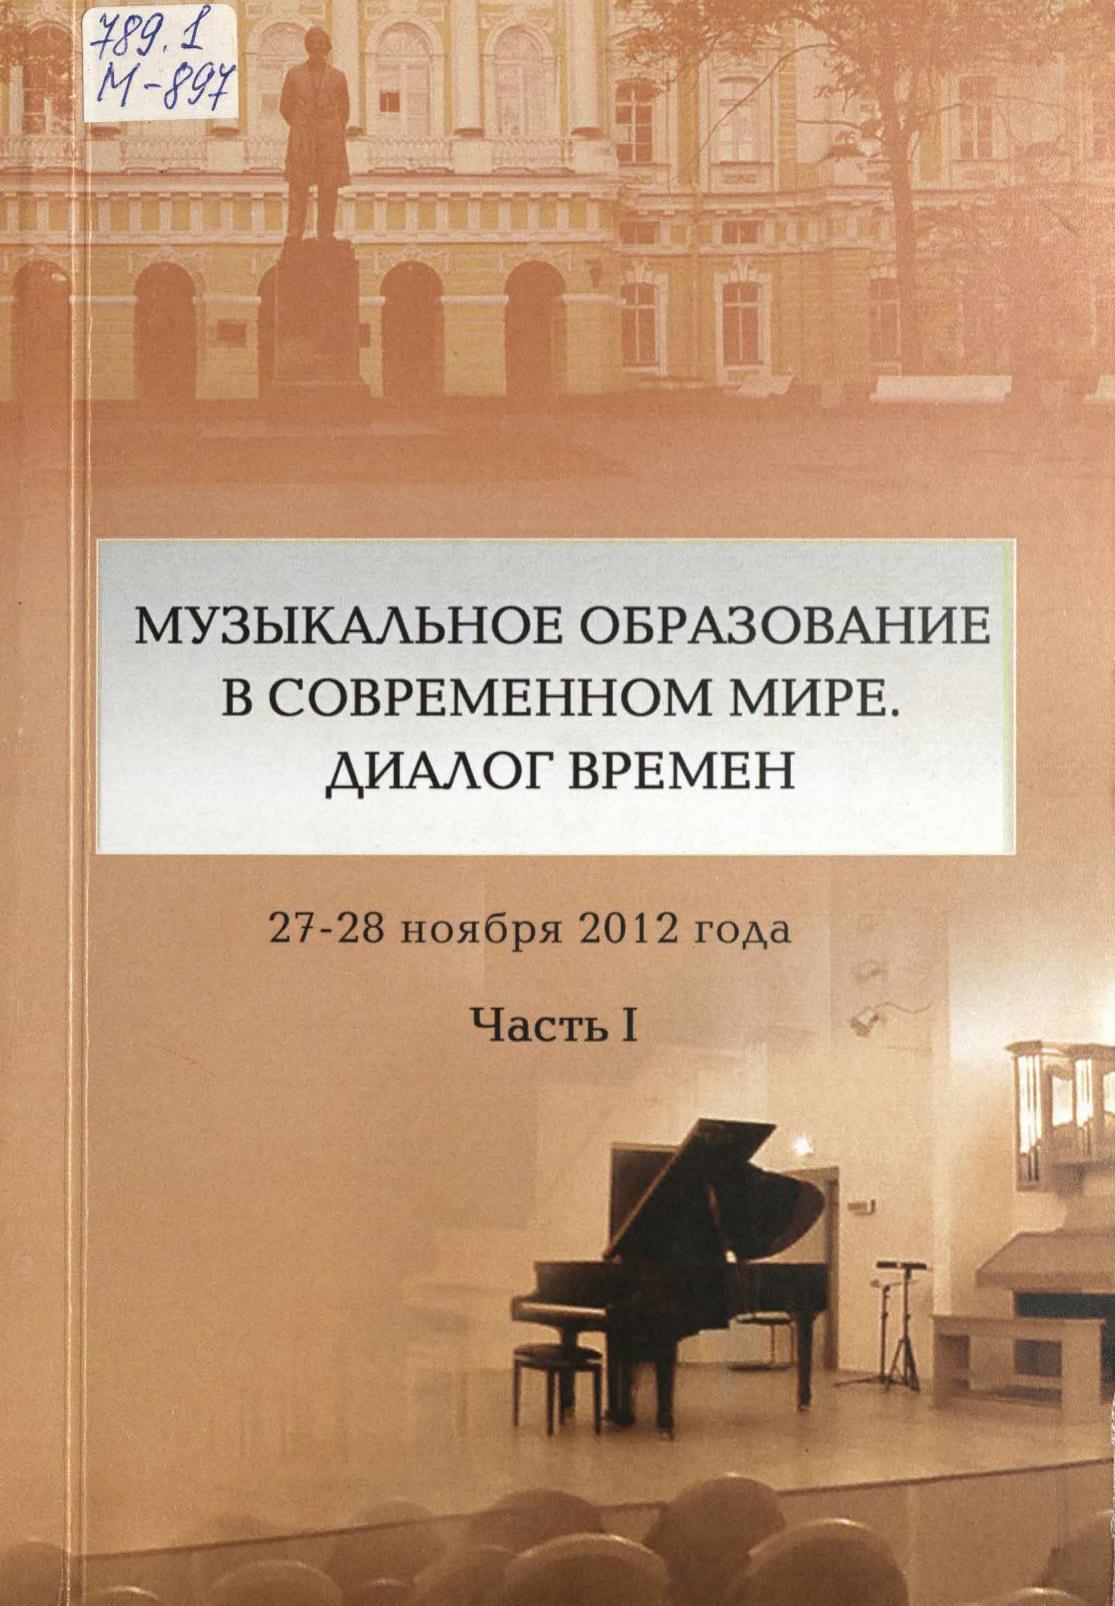 789.1
М-897
МУЗЫКАЛЬНОЕ ОБРАЗОВАНИЕ
В СОВРЕМЕННОМ МИРЕ.
ДИАЛОГ ВРЕМЕН
27-28 ноября 2012 года
Часть I